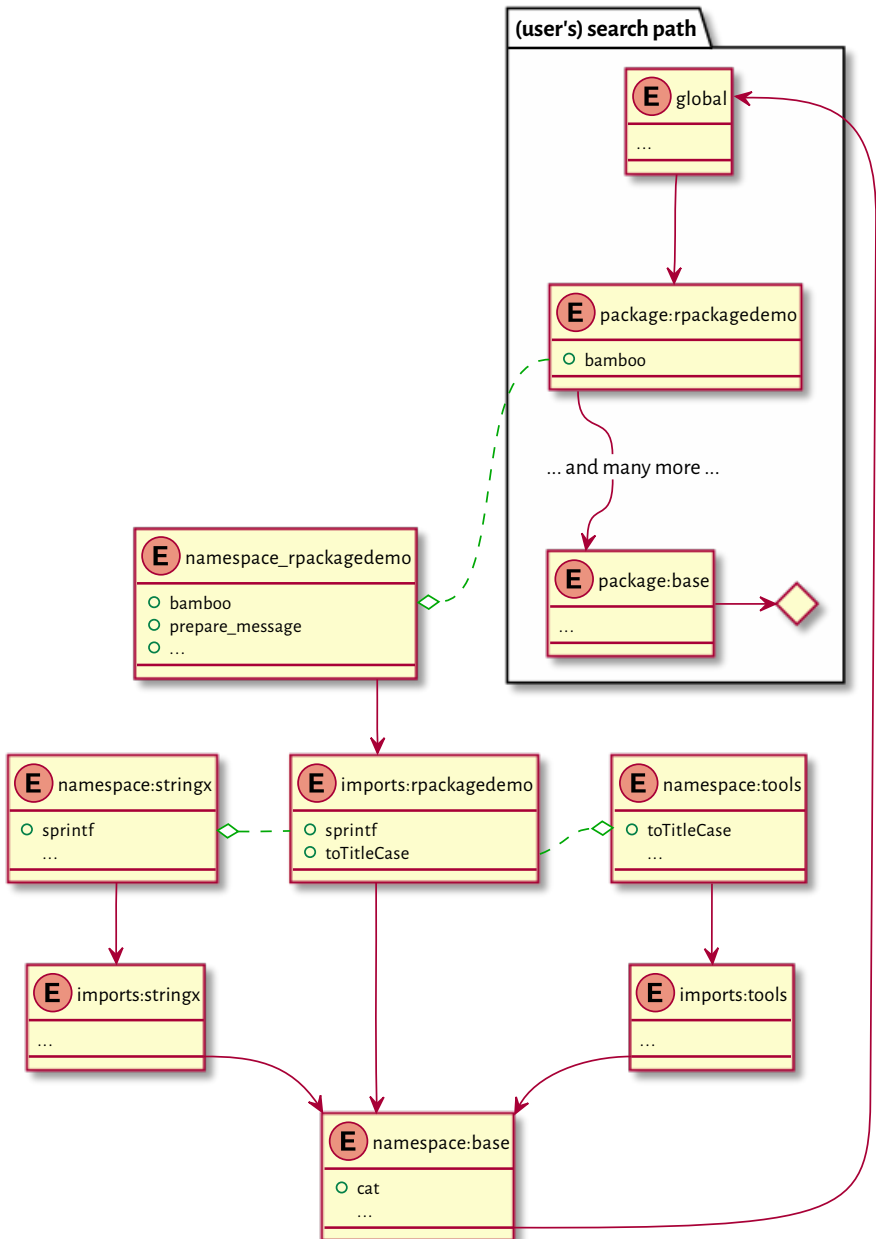 (user's) search path
E global
...
E package:rpackagedemo
bamboo
... and many more ...
E namespace_rpackagedemo
bamboo
prepare_message
...
E package:base
...
E namespace:stringx
sprintf
...
E imports:rpackagedemo
sprintf
toTitleCase
E namespace:tools
toTitleCase
...
E imports:stringx
...
E imports:tools
...
E namespace:base
cat
...